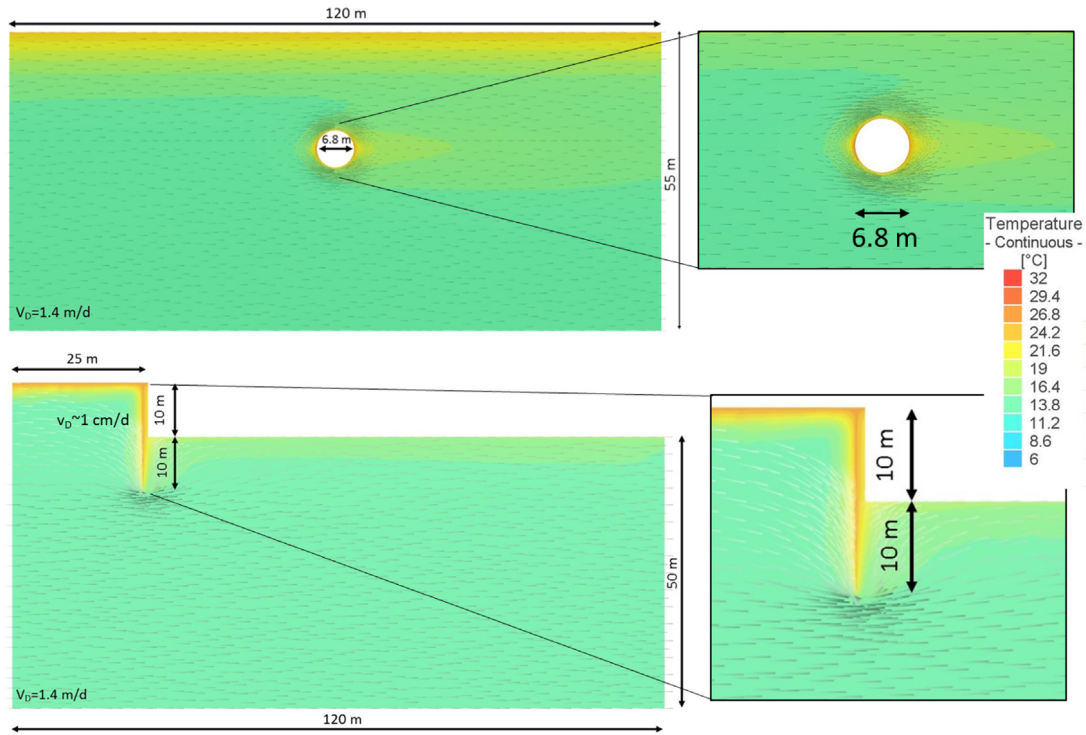 120 m
6.8 m
55 m
V_D=1.4 m/d
6.8 m
Temperature
- Continuous -
[°C]
32
29.4
26.8
24.2
21.6
19
16.4
13.8
11.2
8.6
6
25 m
v_D~1 cm/d
10 m
10 m
50 m
V_D=1.4 m/d
120 m
10 m
10 m